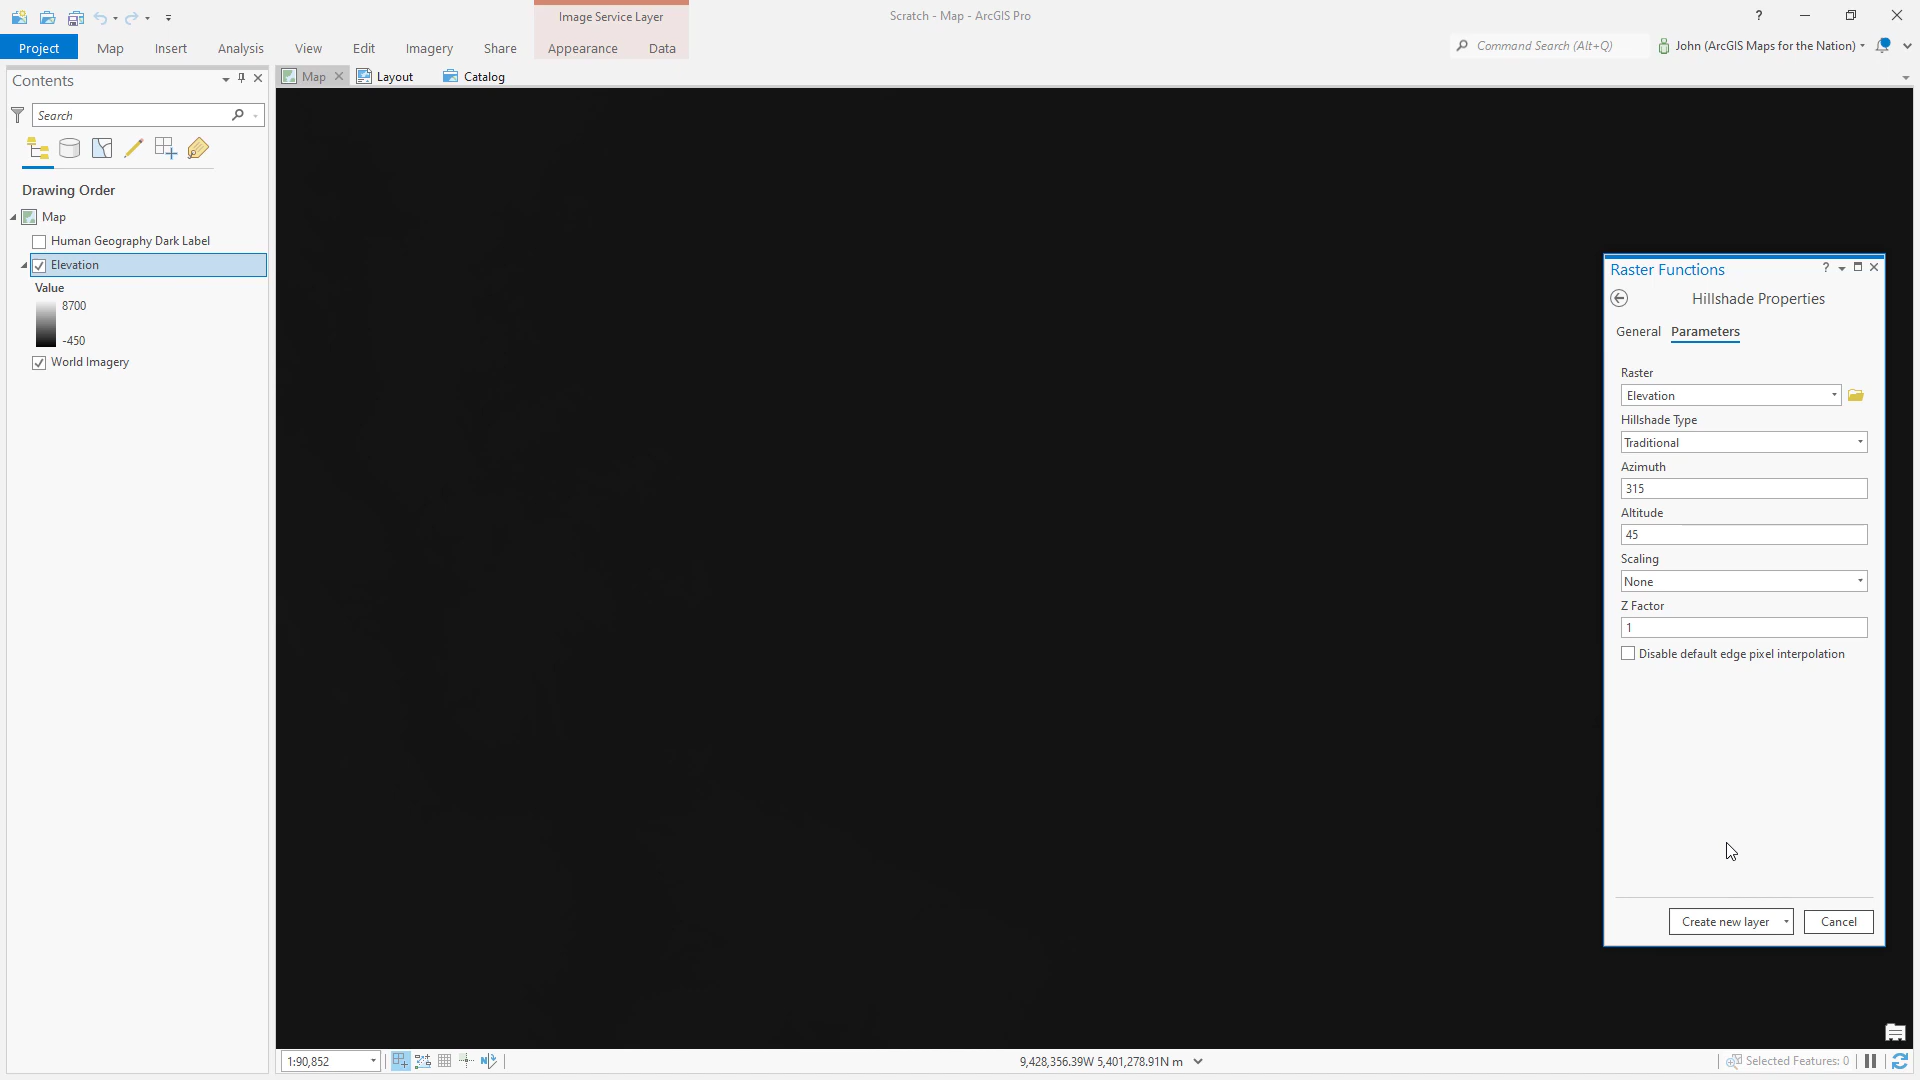 Image Service Layer
Scratch - Map - ArcGIS Pro
?
Project
Map
Insert
Analysis
View
Edit
Imagery
Share
Appearance
Data
Command Search (Alt+Q)
John (ArcGIS Maps for the Nation)
Contents
Map
Layout
Catalog
Search
Drawing Order
Map
Human Geography Dark Label
Elevation
Value
8700
-450
World Imagery
Raster Functions
?
Hillshade Properties
General
Parameters
Raster
Elevation
Hillshade Type
Traditional
Azimuth
315
Altitude
45
Scaling
None
Z Factor
1
Disable default edge pixel interpolation
Create new layer
Cancel
1:90,852
N
9,428,356.39W 5,401,278.91N m
Selected Features: 0